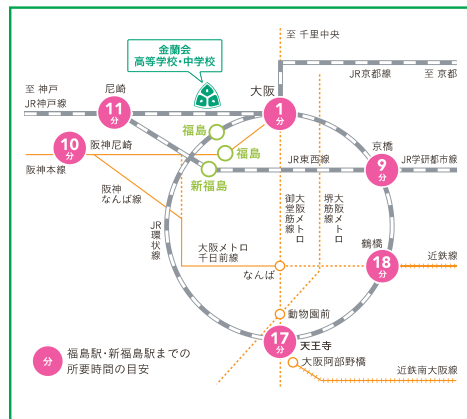 至 千里中央
金蘭会
高等学校・中学校
JR京都線
至 京都
至 神戸
JR神戸線
尼崎
11
分
大阪
1
分
福島
福島
新福島
10
分
阪神尼崎
阪神本線
阪神
なんば線
JR東西線
京橋
9
分
JR学研都市線
JR環状線
大阪メトロ
御堂筋線
大阪メトロ
堺筋線
大阪メトロ
千日前線
なんば
鶴橋
18
分
近鉄線
動物園前
17
分
天王寺
大阪阿部野橋
近鉄南大阪線
分
福島駅・新福島駅までの
所要時間の目安